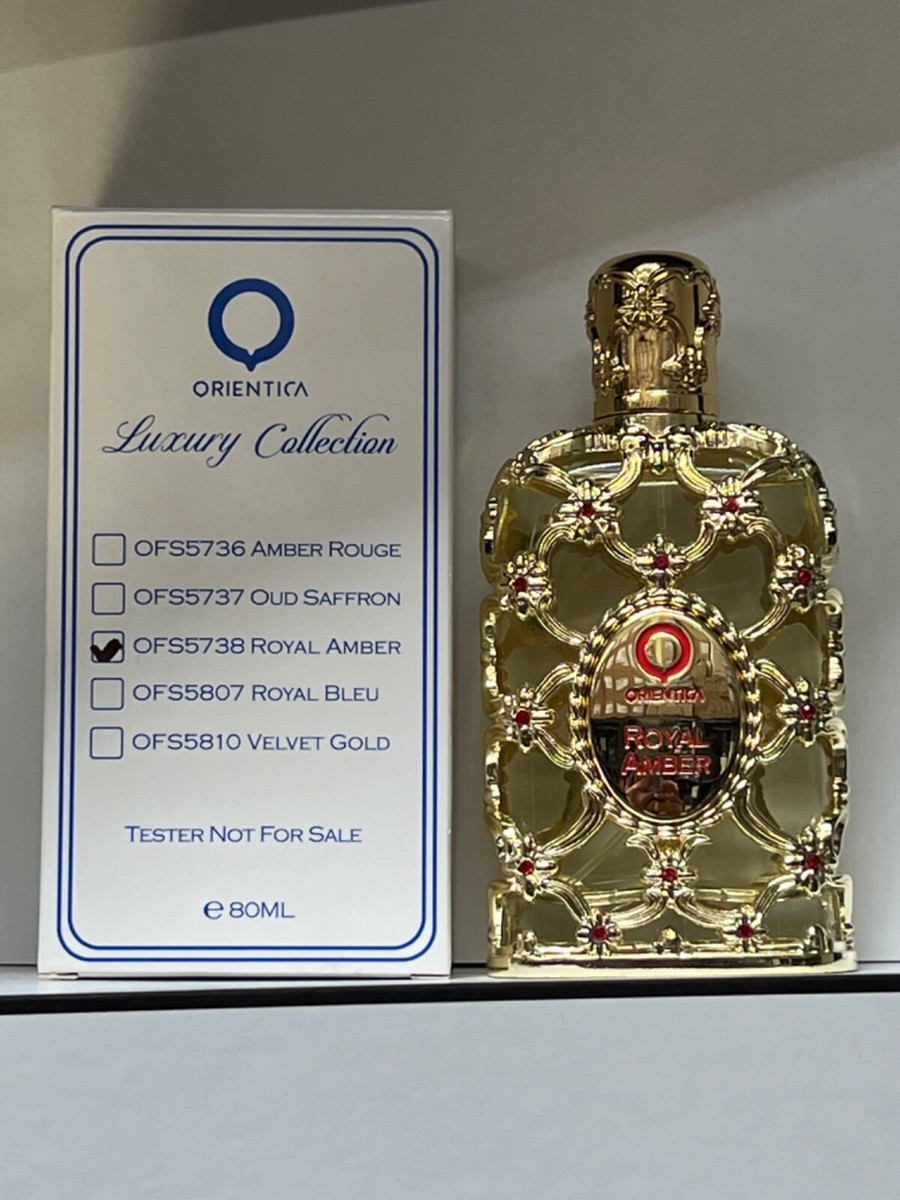 ORIENTICA
Luxury Collection
OFS5736 AMBER ROUGE
OFS5737 OUD SAFFRON
OFS5738 ROYAL AMBER
OFS5807 ROYAL BLEU
OFS5810 VELVET GOLD
TESTER NOT FOR SALE
℮ 80ML
ORIENTICA
ROYAL
AMBER